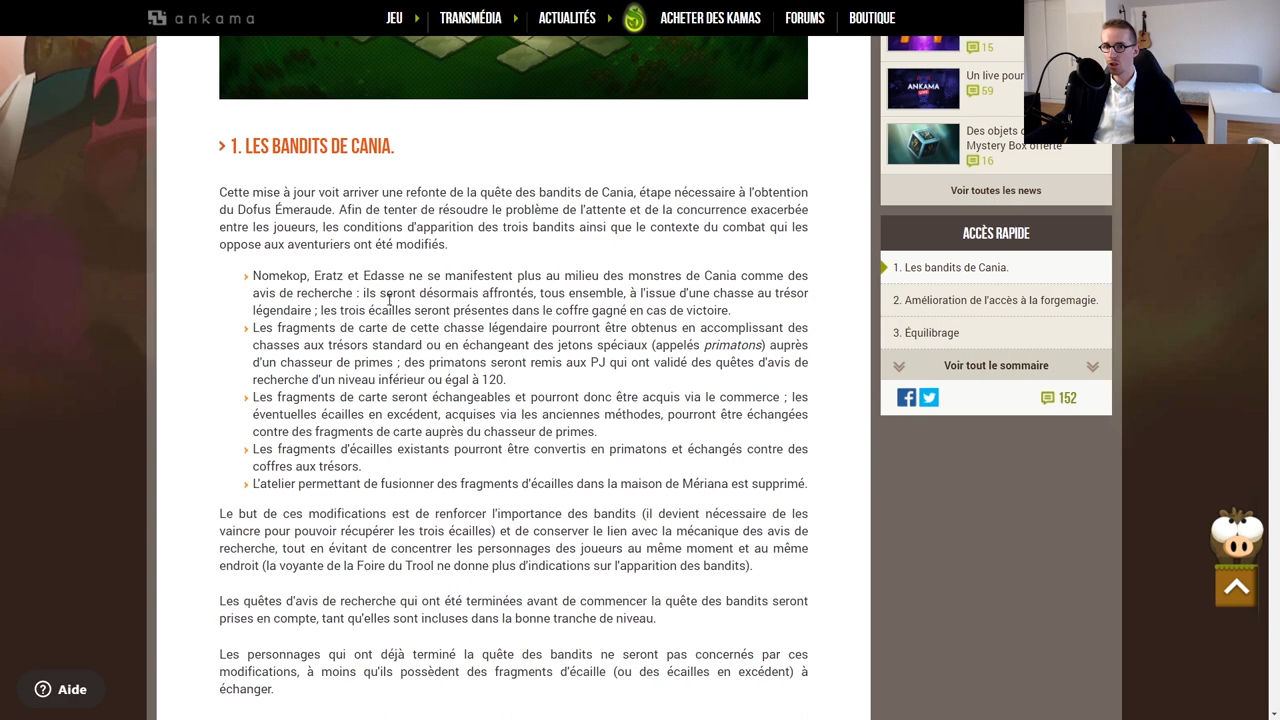 ankama
JEU
TRANSMÉDIA
ACTUALITÉS
ACHETER DES KAMAS
FORUMS
BOUTIQUE
1. LES BANDITS DE CANIA.
Cette mise à jour voit arriver une refonte de la quête des bandits de Cania, étape nécessaire à l'obtention
du Dofus Émeraude. Afin de tenter de résoudre le problème de l'attente et de la concurrence exacerbée
entre les joueurs, les conditions d'apparition des trois bandits ainsi que le contexte du combat qui les
oppose aux aventuriers ont été modifiés.
Nomekop, Eratz et Edasse ne se manifestent plus au milieu des monstres de Cania comme des
avis de recherche : ils seront désormais affrontés, tous ensemble, à l'issue d'une chasse au trésor
légendaire ; les trois écailles seront présentes dans le coffre gagné en cas de victoire.
Les fragments de carte de cette chasse légendaire pourront être obtenus en accomplissant des
chasses aux trésors standard ou en échangeant des jetons spéciaux (appelés primatons) auprès
d'un chasseur de primes ; des primatons seront remis aux PJ qui ont validé des quêtes d'avis de
recherche d'un niveau inférieur ou égal à 120.
Les fragments de carte seront échangeables et pourront donc être acquis via le commerce ; les
éventuelles écailles en excédent, acquises via les anciennes méthodes, pourront être échangées
contre des fragments de carte auprès du chasseur de primes.
Les fragments d'écailles existants pourront être convertis en primatons et échangés contre des
coffres aux trésors.
L'atelier permettant de fusionner des fragments d'écailles dans la maison de Mériana est supprimé.
Le but de ces modifications est de renforcer l'importance des bandits (il devient nécessaire de les
vaincre pour pouvoir récupérer les trois écailles) et de conserver le lien avec la mécanique des avis de
recherche, tout en évitant de concentrer les personnages des joueurs au même moment et au même
endroit (la voyante de la Foire du Trool ne donne plus d'indications sur l'apparition des bandits).
Les quêtes d'avis de recherche qui ont été terminées avant de commencer la quête des bandits seront
prises en compte, tant qu'elles sont incluses dans la bonne tranche de niveau.
Les personnages qui ont déjà terminé la quête des bandits ne seront pas concernés par ces
modifications, à moins qu'ils possèdent des fragments d'écaille (ou des écailles en excédent) à
échanger.
15
Un live pour
59
ANKAMA
LIVE
Des objets
Mystery Box offerte
16
Voir toutes les news
ACCÈS RAPIDE
1. Les bandits de Cania.
2. Amélioration de l'accès à la forgemagie.
3. Équilibrage
Voir tout le sommaire
152
Aide